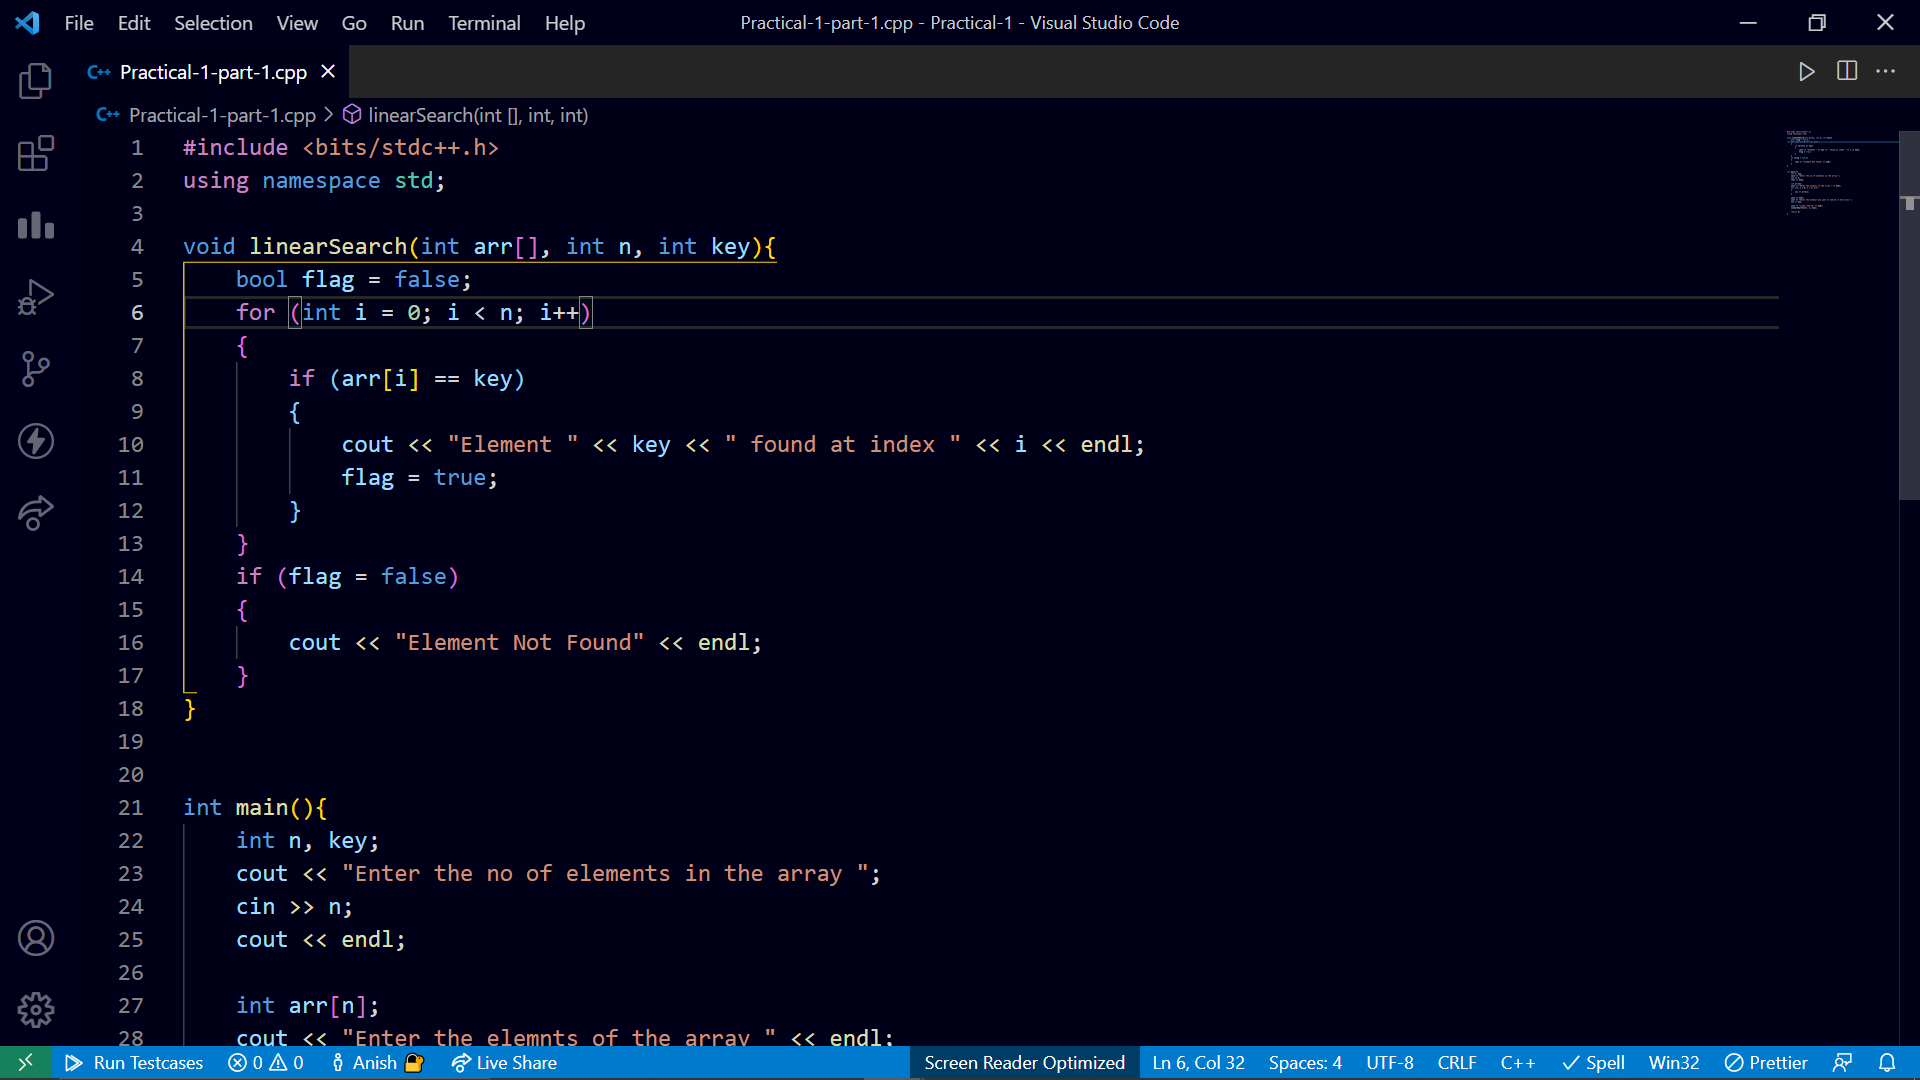 File Edit Selection View Go Run Terminal Help Practical-1-part-1.cpp - Practical-1 - Visual Studio Code
C++ Practical-1-part-1.cpp
C++ Practical-1-part-1.cpp > linearSearch(int [], int, int)
1 #include <bits/stdc++.h>
2 using namespace std;
3
4 void linearSearch(int arr[], int n, int key){
5     bool flag = false;
6     for (int i = 0; i < n; i++)
7     {
8         if (arr[i] == key)
9         {
10             cout << "Element " << key << " found at index " << i << endl;
11             flag = true;
12         }
13     }
14     if (flag = false)
15     {
16         cout << "Element Not Found" << endl;
17     }
18 }
19
20
21 int main(){
22     int n, key;
23     cout << "Enter the no of elements in the array ";
24     cin >> n;
25     cout << endl;
26
27     int arr[n];
28     cout << "Enter the elemnts of the array " << endl;
Run Testcases 0 0 Anish Live Share Screen Reader Optimized Ln 6, Col 32 Spaces: 4 UTF-8 CRLF C++ Spell Win32 Prettier